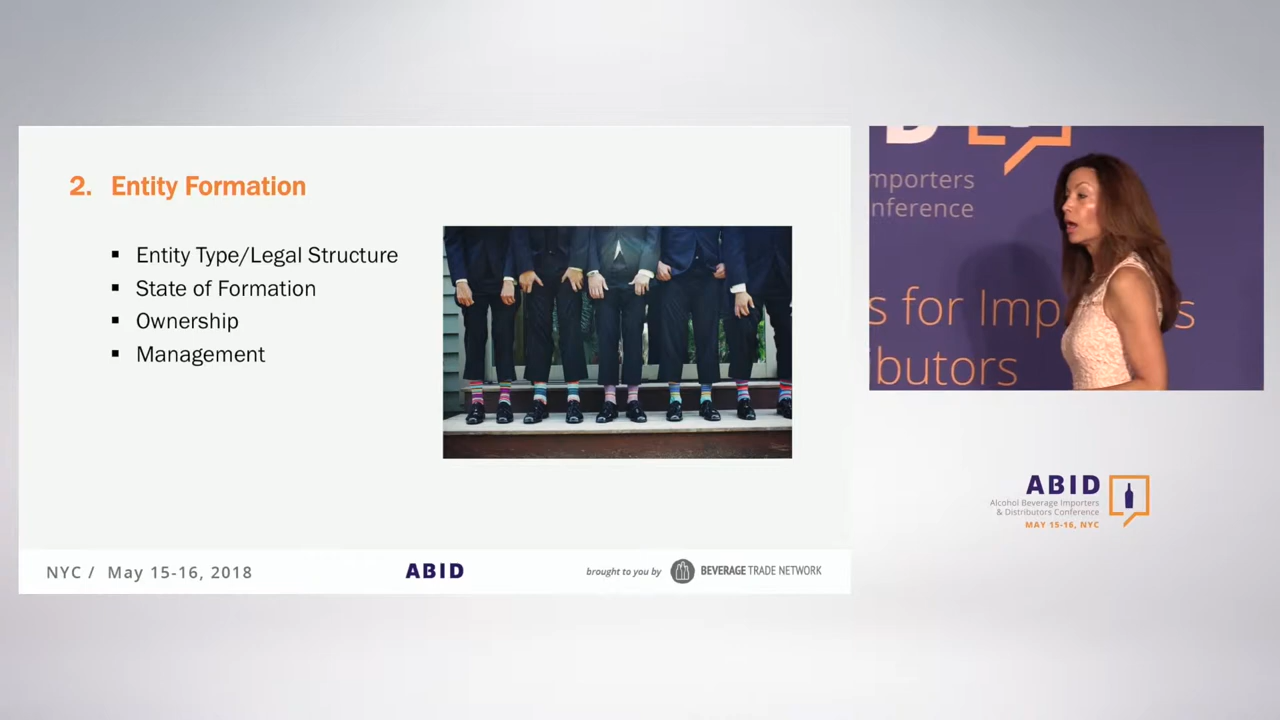 2. Entity Formation
▪ Entity Type/Legal Structure
▪ State of Formation
▪ Ownership
▪ Management
NYC / May 15-16, 2018
ABID
brought to you by
BEVERAGE TRADE NETWORK
mporters
nference
s for Imp
s
butors
ABID
Alcohol Beverage Importers
& Distributors Conference
MAY 15-16, NYC